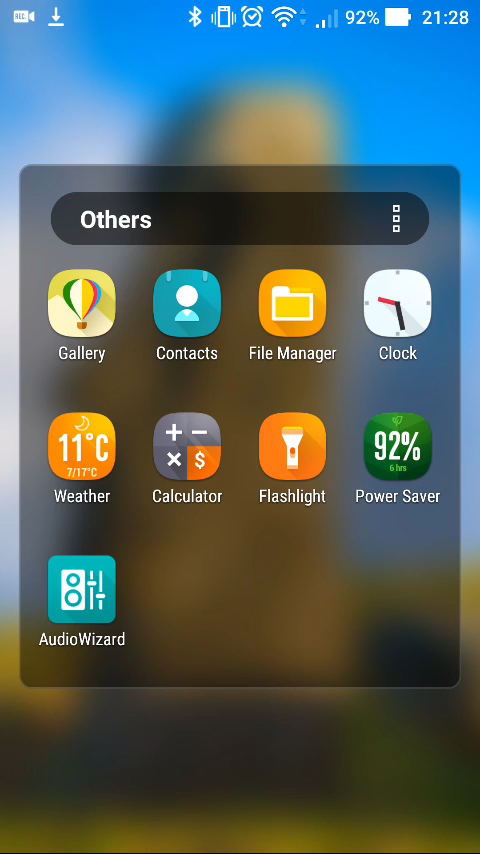 REC. 92% 21:28
Others
Gallery Contacts File Manager Clock
11°C
7/17°C
+ − × $
92%
6 hrs
Weather Calculator Flashlight Power Saver
AudioWizard